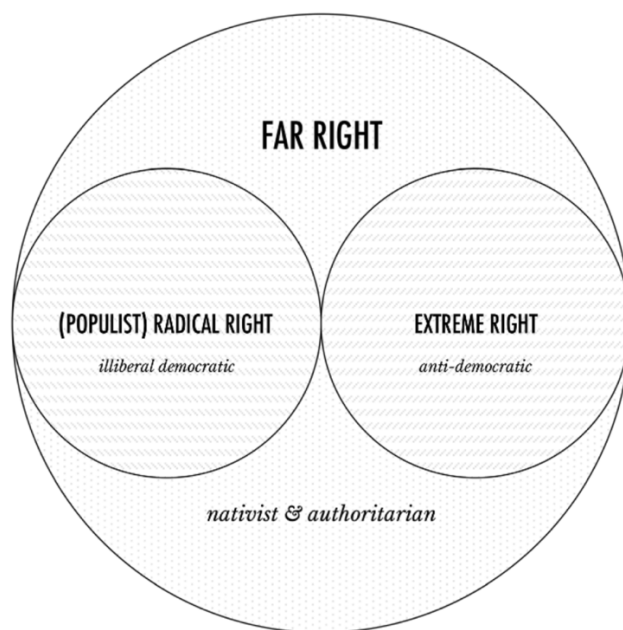 FAR RIGHT
(POPULIST) RADICAL RIGHT
illiberal democratic
EXTREME RIGHT
anti-democratic
nativist & authoritarian